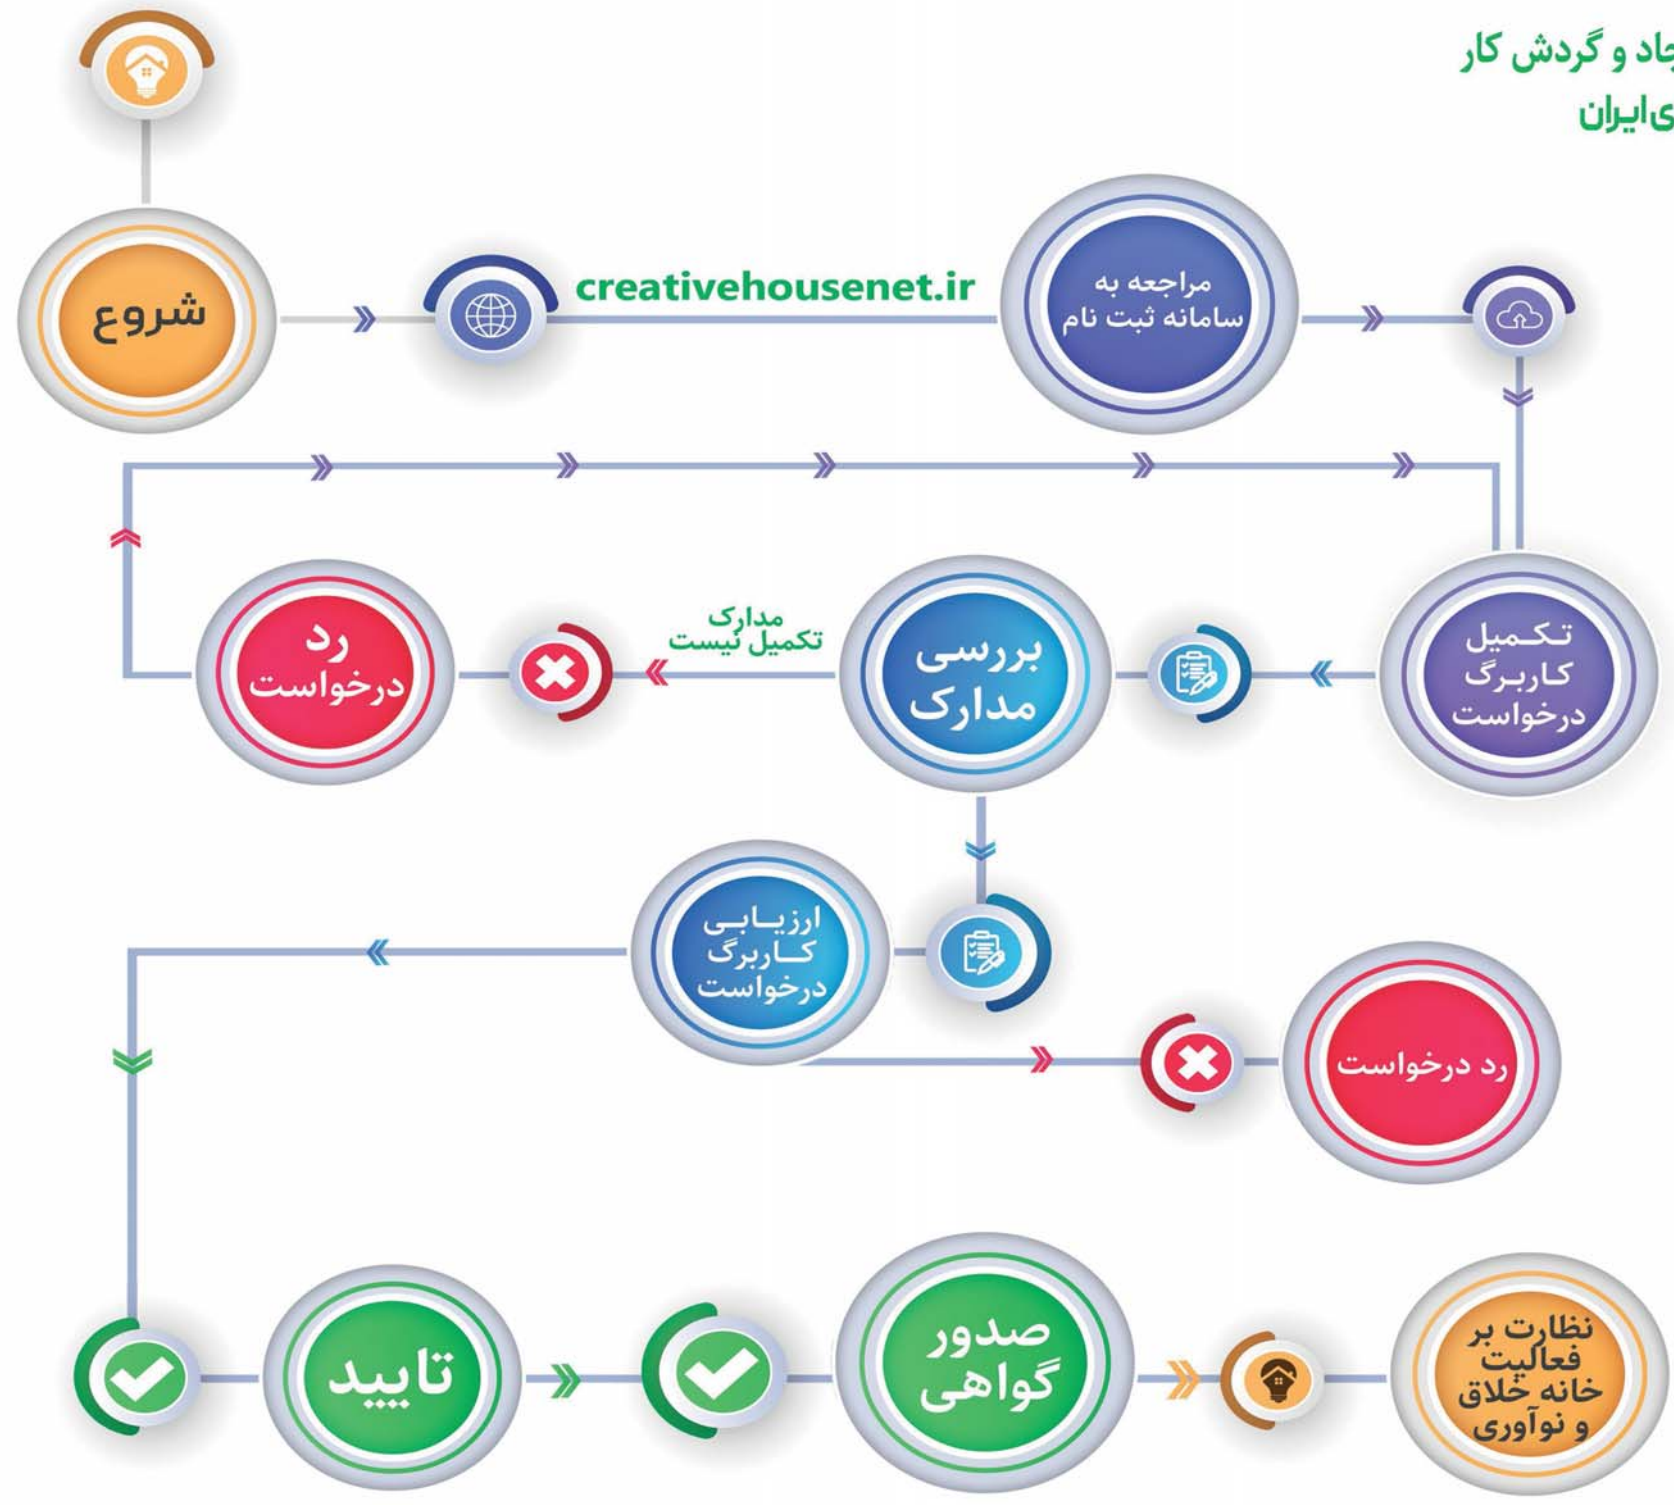 جاد و گردش کار
ی ایران
شروع
creativehousenet.ir
مراجعه به
سامانه ثبت نام
تکمیل
کاربرگ
درخواست
بررسی
مدارک
مدارک
تکمیل نیست
رد
درخواست
ارزیابی
کاربرگ
درخواست
رد درخواست
تایید
صدور
گواهی
نظارت بر
فعالیت
خانه خلاق
و نوآوری